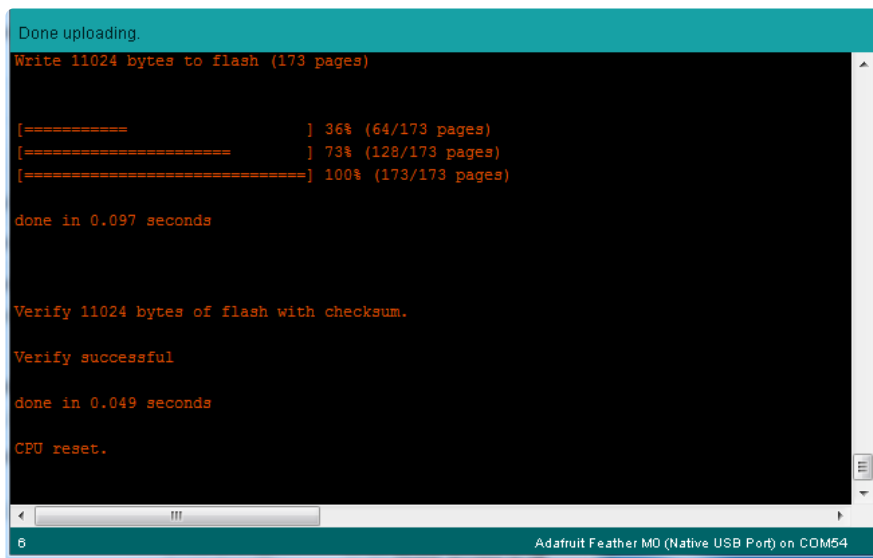 Done uploading.
Write 11024 bytes to flash (173 pages)
[===========                   ] 36% (64/173 pages)
[======================        ] 73% (128/173 pages)
[==============================] 100% (173/173 pages)
done in 0.097 seconds
Verify 11024 bytes of flash with checksum.
Verify successful
done in 0.049 seconds
CPU reset.
6 Adafruit Feather M0 (Native USB Port) on COM54